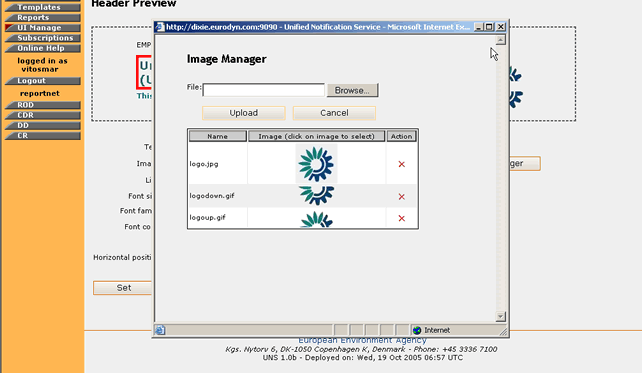 Header Preview
Templates
Reports
UI Manage
Subscriptions
Online Help
logged in as
vitosmar
Logout
reportnet
ROD
CDR
DD
CR
EMP
Un
(U
This
Te
Ima
Li
Font si
Font fam
Font co
Horizontal positi
Set
ger
http://dixie.eurodyn.com:9090 - Unified Notification Service - Microsoft Internet Ex...
Image Manager
File:
Browse...
Upload
Cancel
Name
Image (click on image to select)
Action
logo.jpg
logodown.gif
logoup.gif
Internet
European Environment Agency
Kgs. Nytorv 6, DK-1050 Copenhagen K, Denmark - Phone: +45 3336 7100
UNS 1.0b - Deployed on: Wed, 19 Oct 2005 06:57 UTC